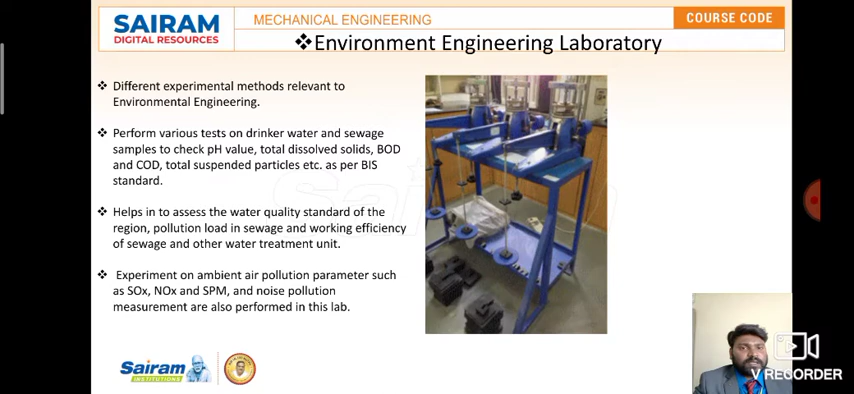 SAIRAM
DIGITAL RESOURCES
MECHANICAL ENGINEERING
COURSE CODE
❖Environment Engineering Laboratory
❖ Different experimental methods relevant to
Environmental Engineering.
❖ Perform various tests on drinker water and sewage
samples to check pH value, total dissolved solids, BOD
and COD, total suspended particles etc. as per BIS
standard.
❖ Helps in to assess the water quality standard of the
region, pollution load in sewage and working efficiency
of sewage and other water treatment unit.
❖ Experiment on ambient air pollution parameter such
as SOx, NOx and SPM, and noise pollution
measurement are also performed in this lab.
Sairam
Sairam
INSTITUTIONS
V RECORDER